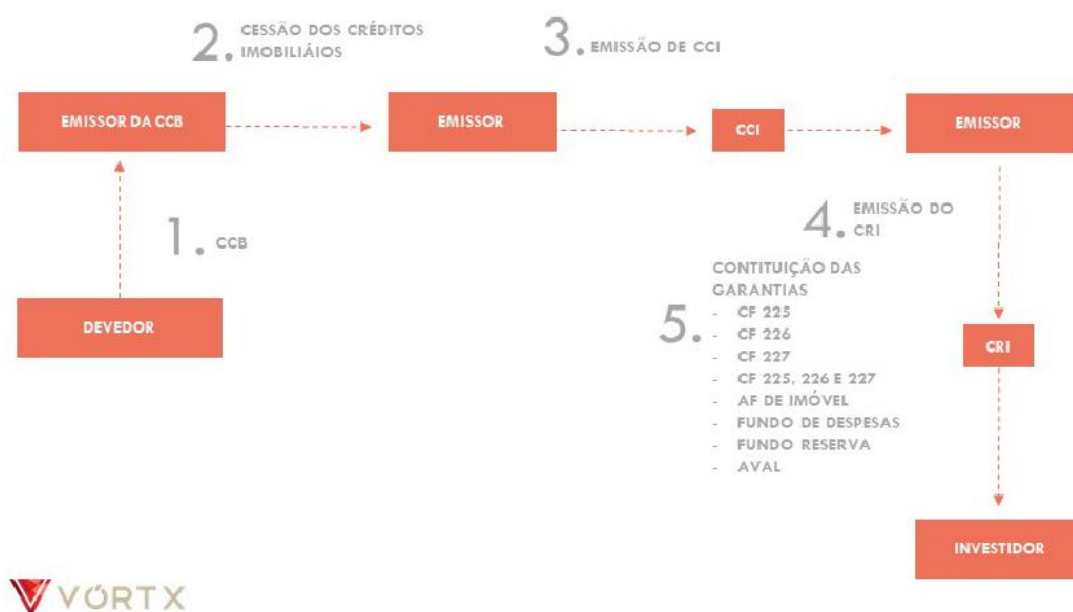 2. CESSÃO DOS CRÉDITOS
IMOBILIÁIOS
3. EMISSÃO DE CCI
EMISSOR DA CCB
EMISSOR
CCI
EMISSOR
1. CCB
4. EMISSÃO DO
CRI
DEVEDOR
5. CONTITUIÇÃO DAS
GARANTIAS
- CF 225
- CF 226
- CF 227
- CF 225, 226 E 227
- AF DE IMÓVEL
- FUNDO DE DESPESAS
- FUNDO RESERVA
- AVAL
CRI
INVESTIDOR
VÓRTX